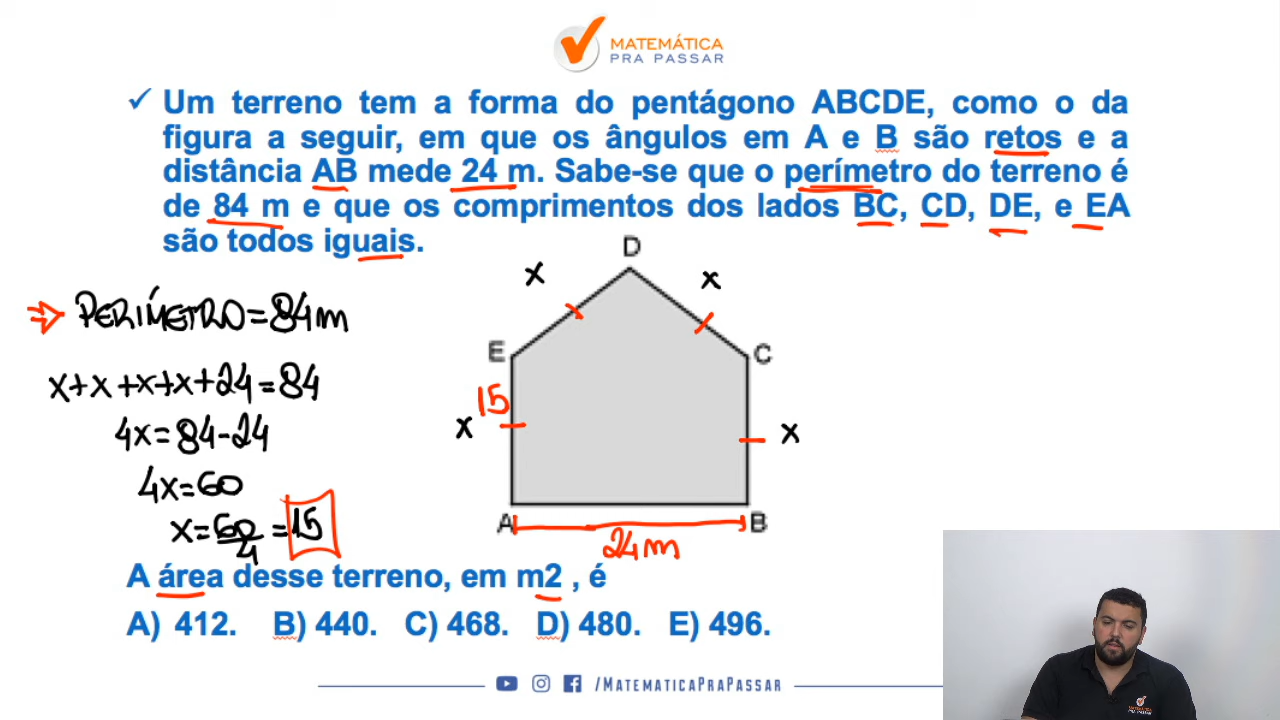 MATEMÁTICA
PRA PASSAR
✓ Um terreno tem a forma do pentágono ABCDE, como o da
figura a seguir, em que os ângulos em A e B são retos e a
distância AB mede 24 m. Sabe-se que o perímetro do terreno é
de 84 m e que os comprimentos dos lados BC, CD, DE, e EA
são todos iguais.
D
x x
⇒ PERÍMETRO=84m
E C
x+x+x+x+24=84
15
x x
4x=84-24
4x=60
x=60/4=15
A B
24m
A área desse terreno, em m2 , é
A) 412. B) 440. C) 468. D) 480. E) 496.
/MATEMATICAPRAPASSAR
MATEMÁTICA
PRA PASSAR